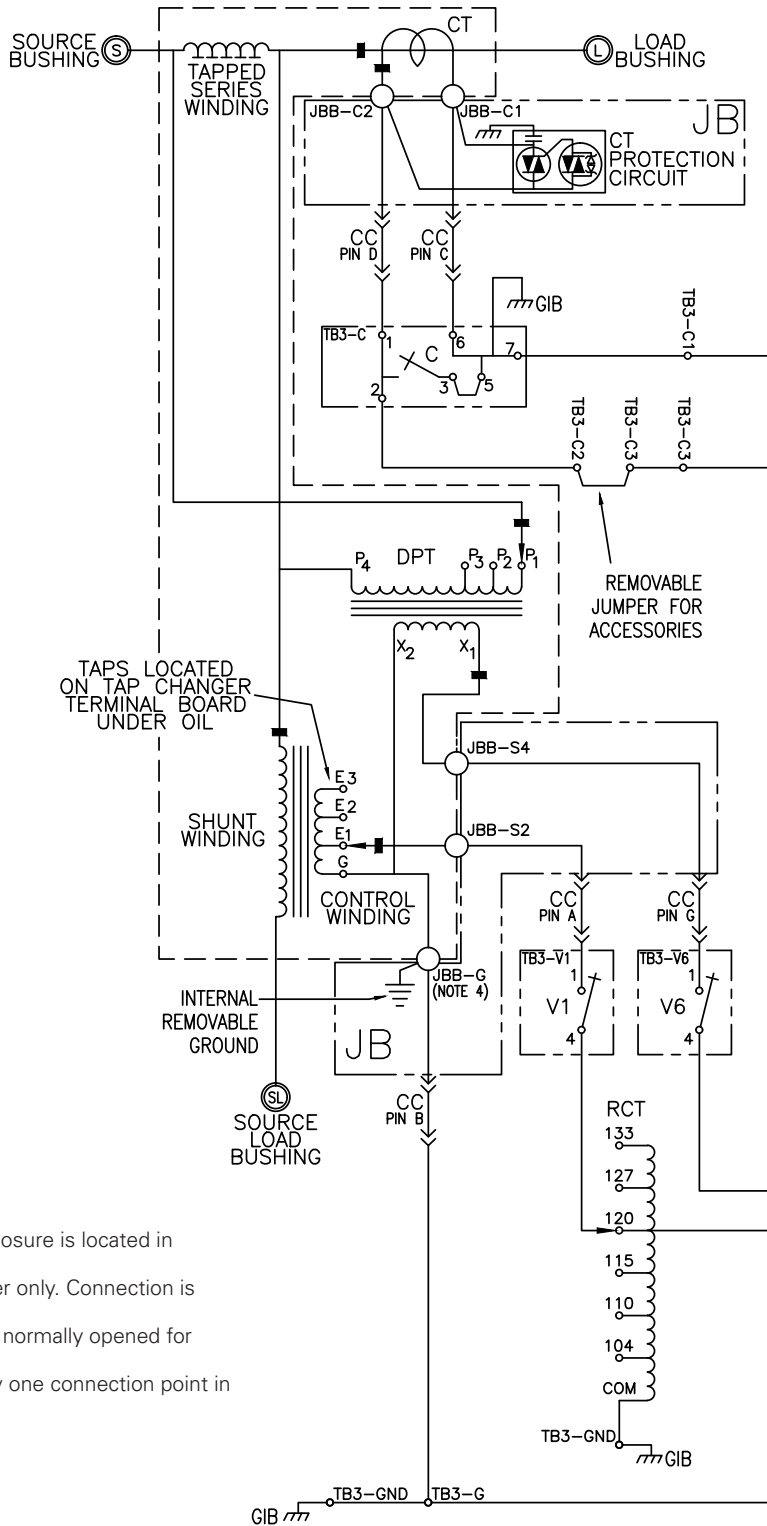 SOURCE
BUSHING
S
TAPPED
SERIES
WINDING
CT
L
LOAD
BUSHING
JBB-C2
JBB-C1
JB
CT
PROTECTION
CIRCUIT
CC
PIN D
CC
PIN C
GIB
TB3-C
1
6
C
7
3
5
2
TB3-C1
TB3-C2
TB3-C3
TB3-C3
REMOVABLE
JUMPER FOR
ACCESSORIES
P4
DPT
P3
P2
P1
X2
X1
TAPS LOCATED
ON TAP CHANGER
TERMINAL BOARD
UNDER OIL
JBB-S4
E3
E2
E1
G
SHUNT
WINDING
JBB-S2
CONTROL
WINDING
CC
PIN A
CC
PIN G
JBB-G
(NOTE 4)
TB3-V1
1
V1
4
TB3-V6
1
V6
4
INTERNAL
REMOVABLE
GROUND
JB
CC
PIN B
SL
SOURCE
LOAD
BUSHING
RCT
133
127
120
115
110
104
COM
TB3-GND
GIB
osure is located in
er only. Connection is
normally opened for
y one connection point in
GIB
TB3-GND
TB3-G